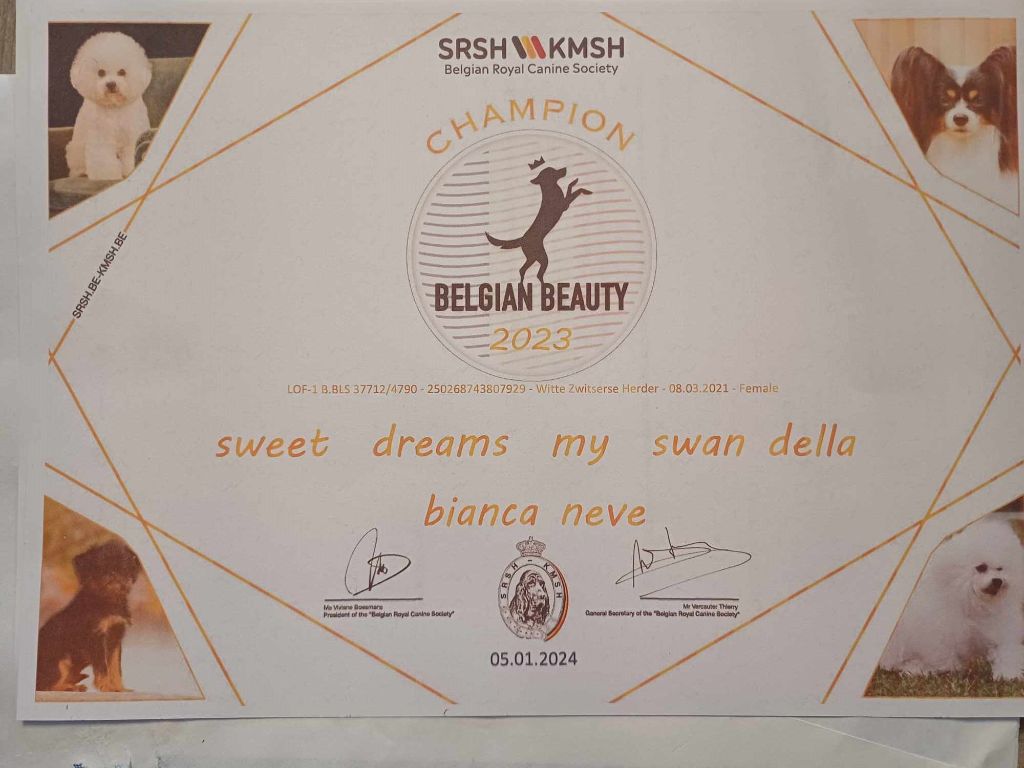 SRSH KMSH
Belgian Royal Canine Society
CHAMPION
BELGIAN BEAUTY
2023
SRSH.BE-KMSH.BE
LOF-1 B.BLS 37712/4790 - 250268743807929 - Witte Zwitserse Herder - 08.03.2021 - Female
sweet dreams my swan della
bianca neve
Ms Viviane Bosemans
President of the "Belgian Royal Canine Society"
SRSH - KMSH
Mr Vercauter Thierry
General Secretary of the "Belgian Royal Canine Society"
05.01.2024